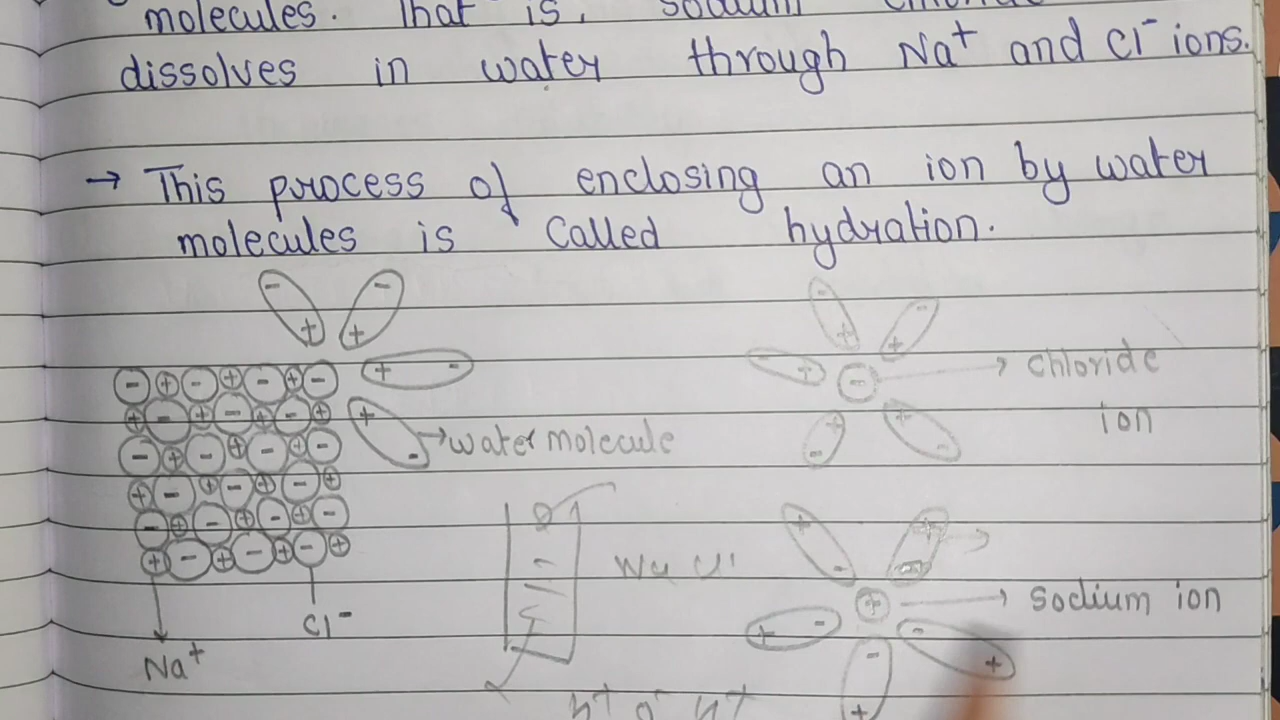 molecules. That is, sodium
dissolves in water through Na⁺ and Cl⁻ ions.
→ This process of enclosing an ion by water
molecules is called hydration.
→ water molecule
→ chloride
ion
→ sodium ion
Cl⁻
Na⁺